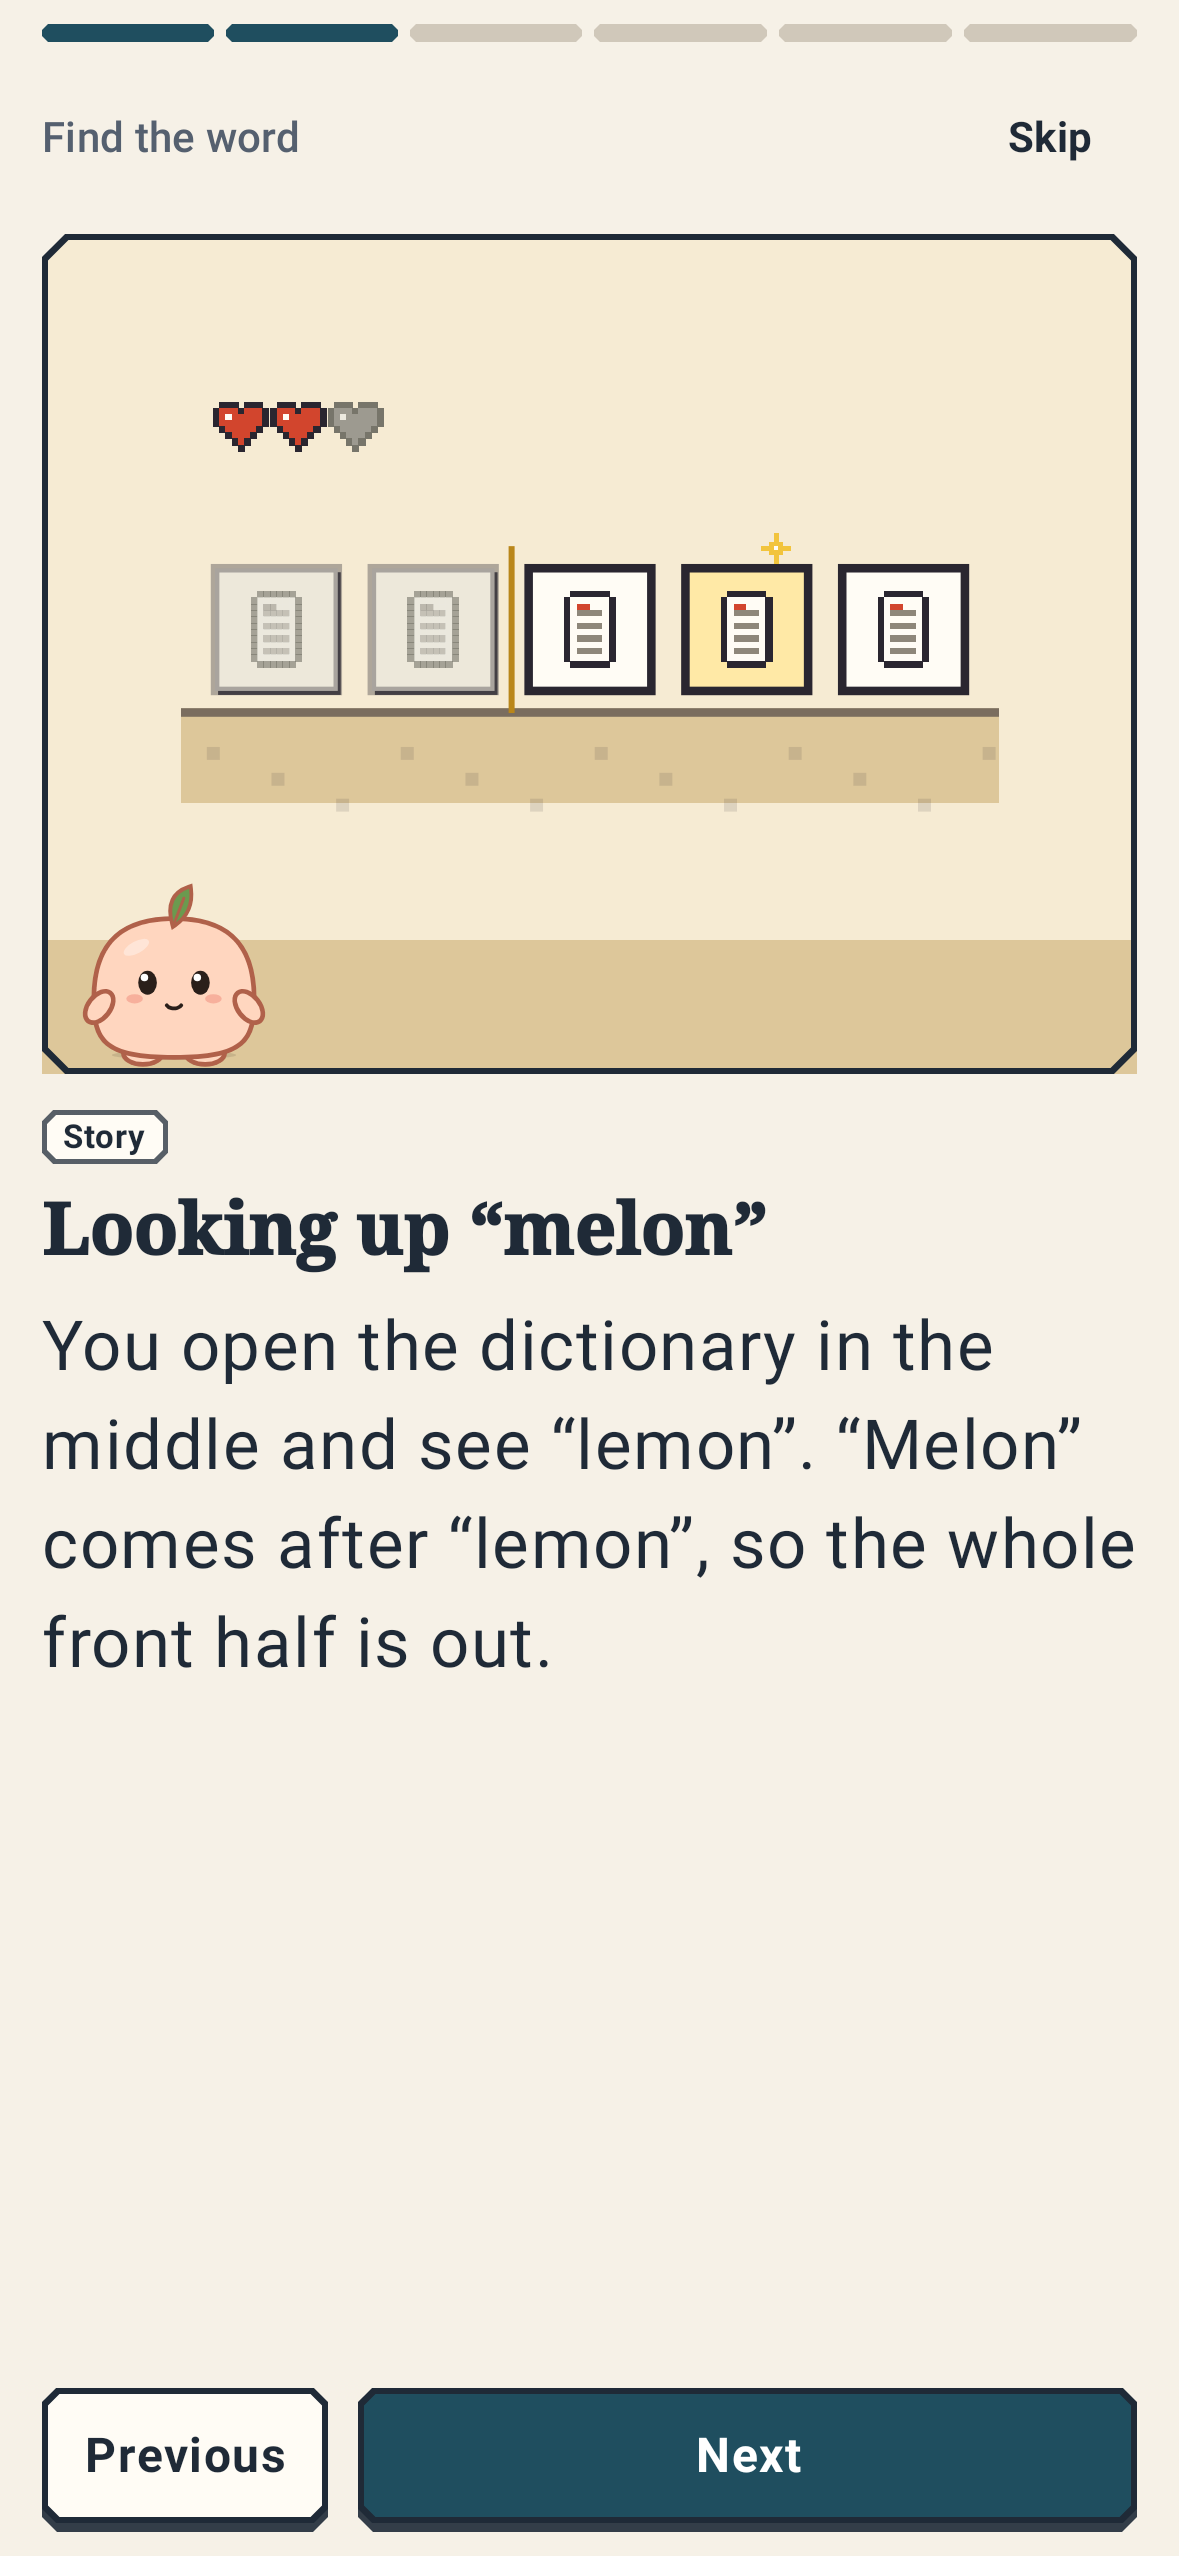 Find the word
Skip
Story
Looking up “melon”
You open the dictionary in the
middle and see “lemon”. “Melon”
comes after “lemon”, so the whole
front half is out.
Previous
Next